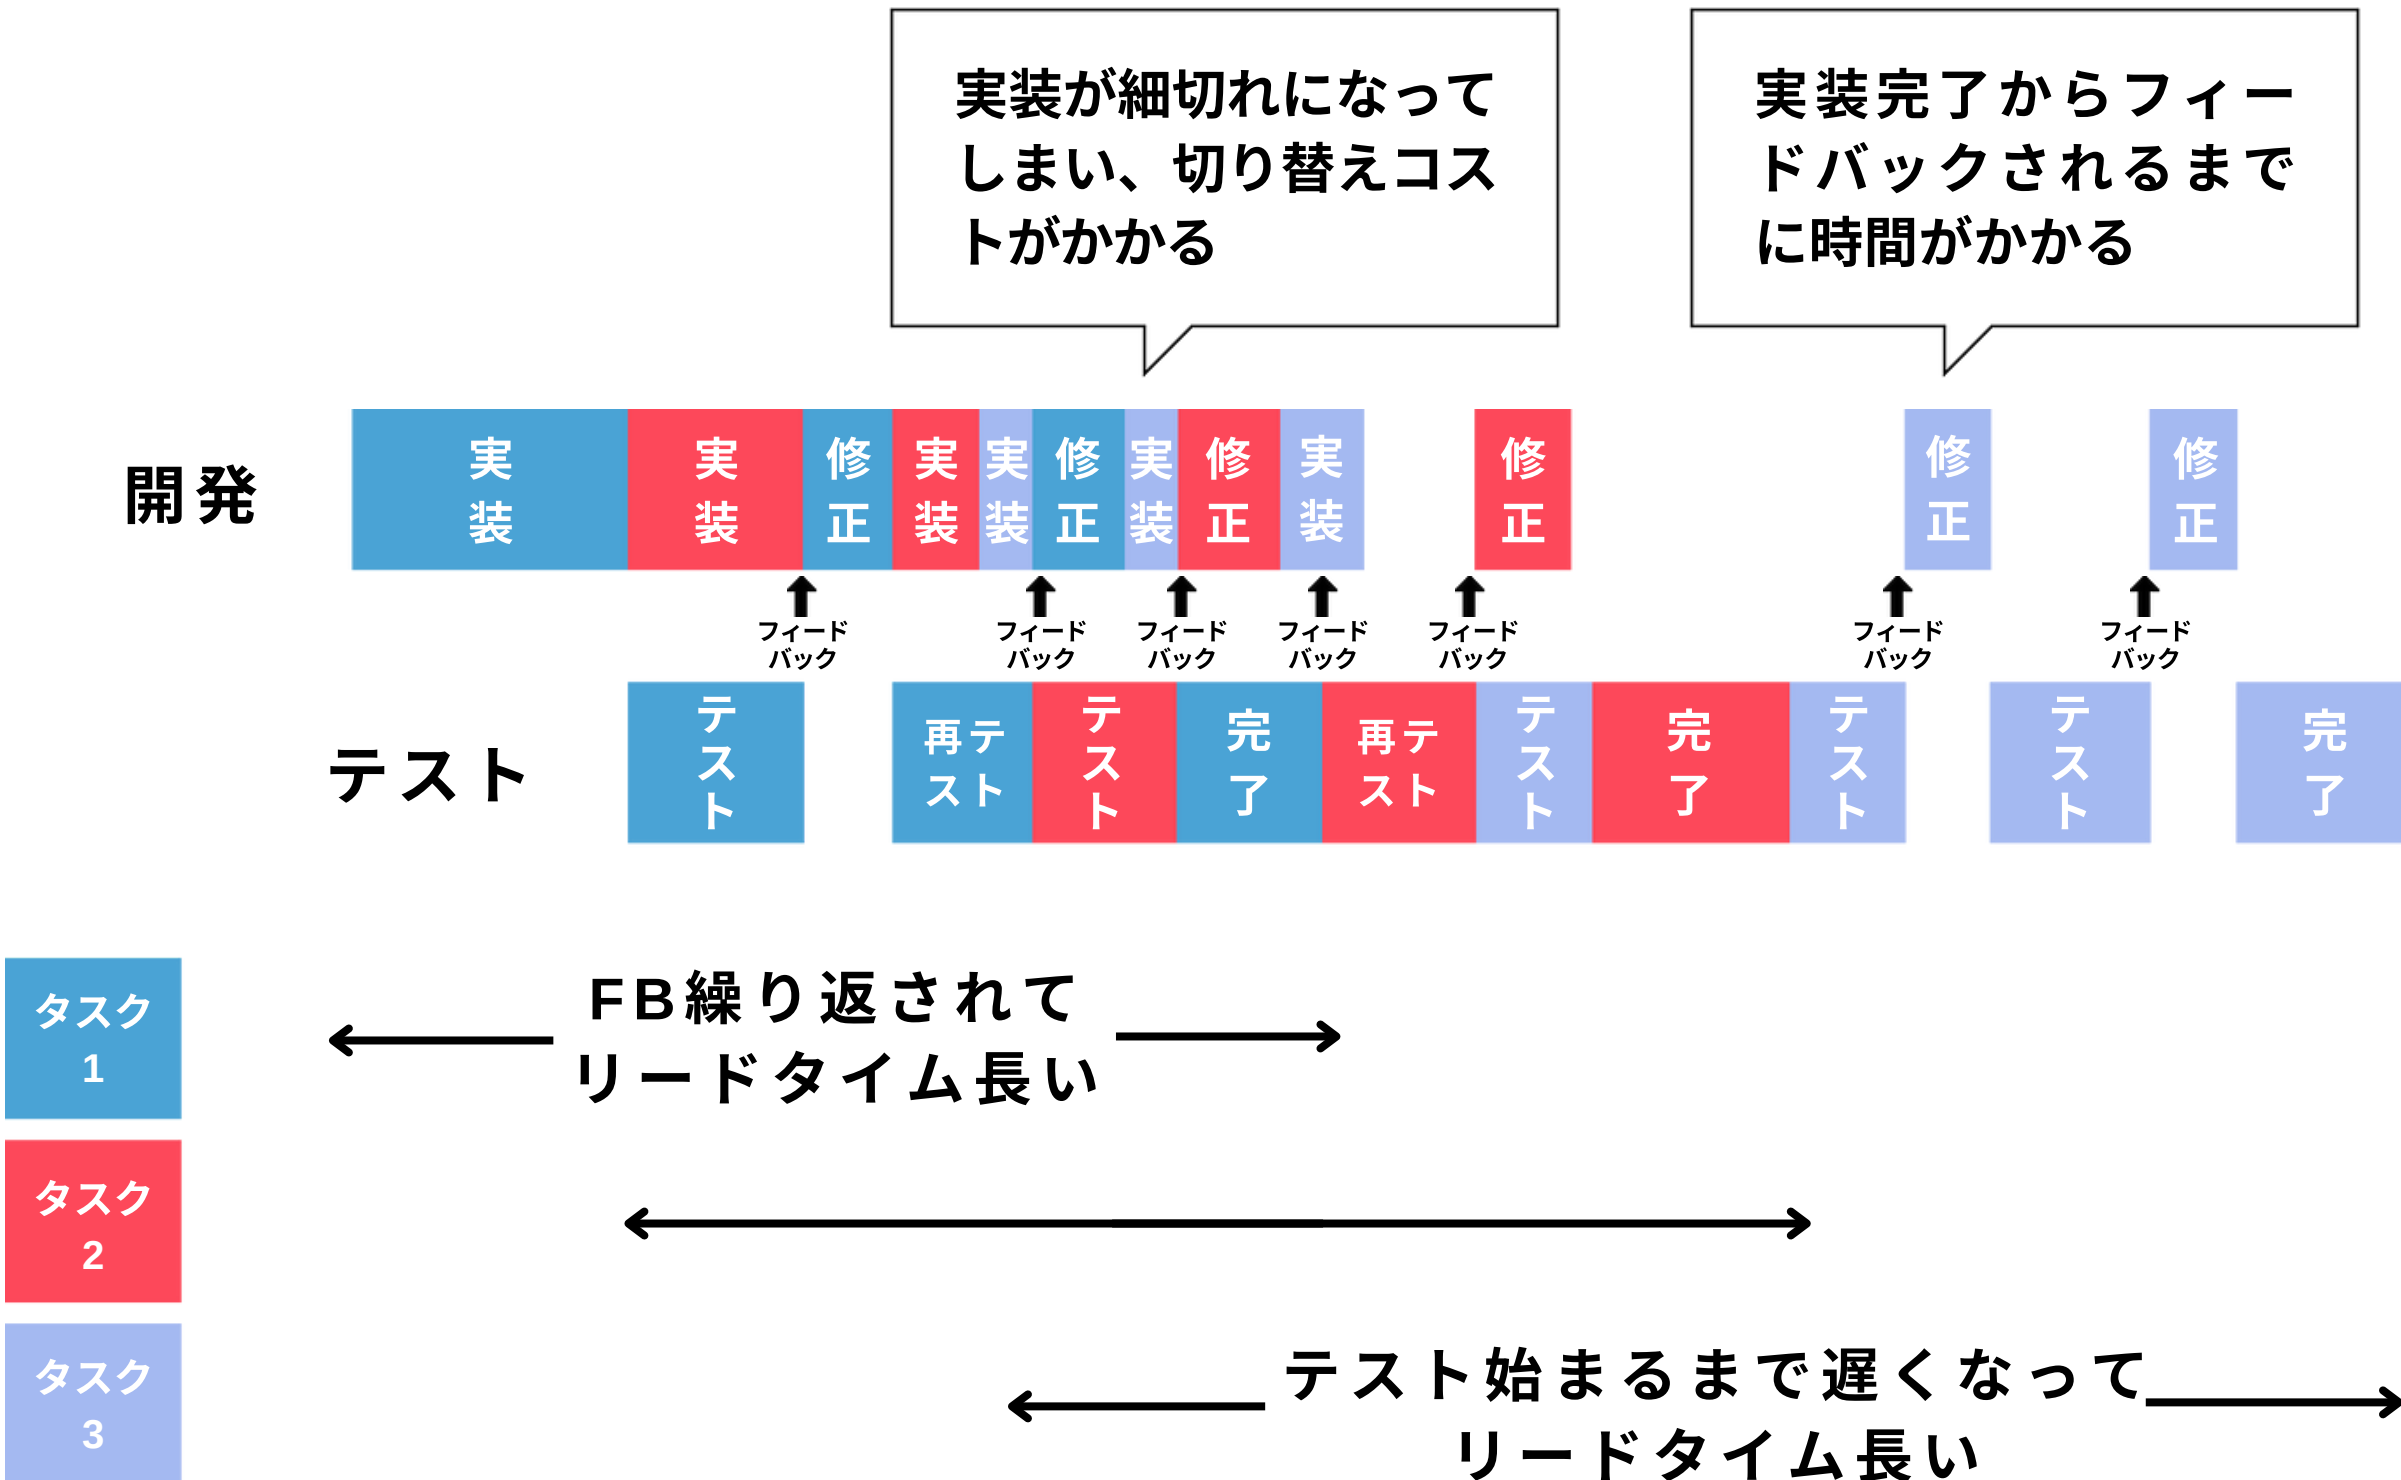 実装が細切れになって
しまい、切り替えコス
トがかかる
実装完了からフィー
ドバックされるまで
に時間がかかる
開発
実
装
実
装
修
正
実
装
実
装
修
正
実
装
修
正
実
装
修
正
修
正
修
正
フィード
バック
フィード
バック
フィード
バック
フィード
バック
フィード
バック
フィード
バック
フィード
バック
テスト
テ
ス
ト
再テ
スト
テ
ス
ト
完
了
再テ
スト
テ
ス
ト
完
了
テ
ス
ト
テ
ス
ト
完
了
タスク
1
FB繰り返されて
リードタイム長い
タスク
2
タスク
3
テスト始まるまで遅くなって
リードタイム長い